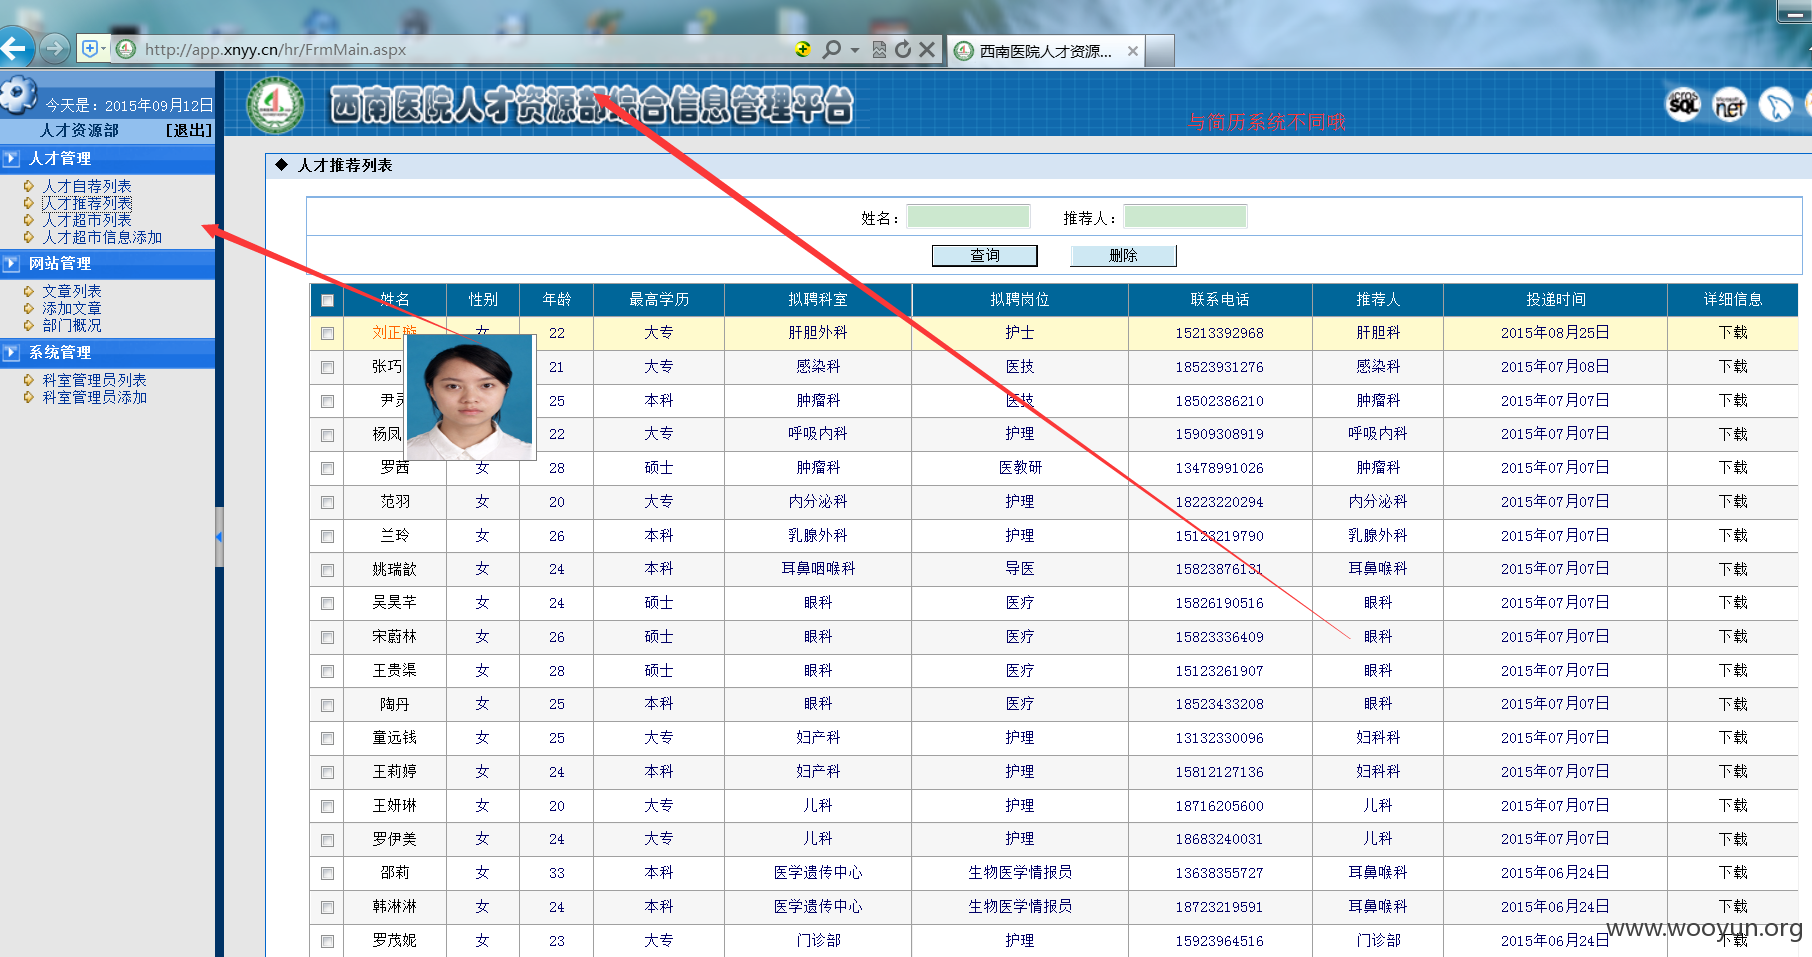 http://app.xnyy.cn/hr/FrmMain.aspx
西南医院人才资源...
今天是：2015年09月12日
人才资源部 [退出]
西南医院人才资源部综合信息管理平台
与简历系统不同哦
SQL
.net
人才管理
人才自荐列表
人才推荐列表
人才超市列表
人才超市信息添加
网站管理
文章列表
添加文章
部门概况
系统管理
科室管理员列表
科室管理员添加
◆ 人才推荐列表
姓名： 推荐人：
查询 删除
姓名 性别 年龄 最高学历 拟聘科室 拟聘岗位 联系电话 推荐人 投递时间 详细信息
刘正璇 女 22 大专 肝胆外科 护士 15213392968 肝胆科 2015年08月25日 下载
张巧 21 大专 感染科 医技 18523931276 感染科 2015年07月08日 下载
尹灵 25 本科 肿瘤科 医技 18502386210 肿瘤科 2015年07月07日 下载
杨凤 22 大专 呼吸内科 护理 15909308919 呼吸内科 2015年07月07日 下载
罗茜 女 28 硕士 肿瘤科 医教研 13478991026 肿瘤科 2015年07月07日 下载
范羽 女 20 大专 内分泌科 护理 18223220294 内分泌科 2015年07月07日 下载
兰玲 女 26 本科 乳腺外科 护理 15123219790 乳腺外科 2015年07月07日 下载
姚瑞歆 女 24 本科 耳鼻咽喉科 导医 15823876131 耳鼻喉科 2015年07月07日 下载
吴昊芊 女 24 硕士 眼科 医疗 15826190516 眼科 2015年07月07日 下载
宋蔚林 女 26 硕士 眼科 医疗 15823336409 眼科 2015年07月07日 下载
王贵渠 女 28 硕士 眼科 医疗 15123261907 眼科 2015年07月07日 下载
陶丹 女 25 本科 眼科 医疗 18523433208 眼科 2015年07月07日 下载
童远钱 女 25 大专 妇产科 护理 13132330096 妇科科 2015年07月07日 下载
王莉婷 女 24 本科 妇产科 护理 15812127136 妇科科 2015年07月07日 下载
王妍琳 女 20 大专 儿科 护理 18716205600 儿科 2015年07月07日 下载
罗伊美 女 24 大专 儿科 护理 18683240031 儿科 2015年07月07日 下载
邵莉 女 33 本科 医学遗传中心 生物医学情报员 13638355727 耳鼻喉科 2015年06月24日 下载
韩淋淋 女 24 本科 医学遗传中心 生物医学情报员 18723219591 耳鼻喉科 2015年06月24日 下载
罗茂妮 女 23 大专 门诊部 护理 15923964516 门诊部 2015年06月24日 下载
www.wooyun.org